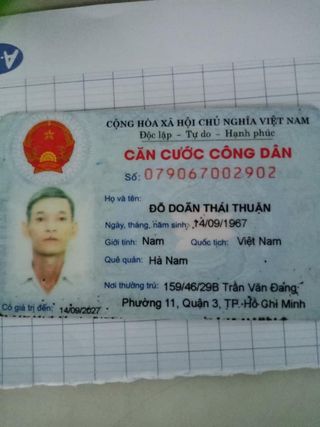 CỘNG HÒA XÃ HỘI CHỦ NGHĨA VIỆT NAM
Độc lập - Tự do - Hạnh phúc
CĂN CƯỚC CÔNG DÂN
Số: 079067002902
Họ và tên:
ĐỖ DOÃN THÁI THUẬN
Ngày, tháng, năm sinh: 14/09/1967
Giới tính: Nam Quốc tịch: Việt Nam
Quê quán: Hà Nam
Nơi thường trú: 159/46/29B Trần Văn Đang
Phường 11, Quận 3, TP Hồ Ghi Minh
Có giá trị đến: 14/09/2027